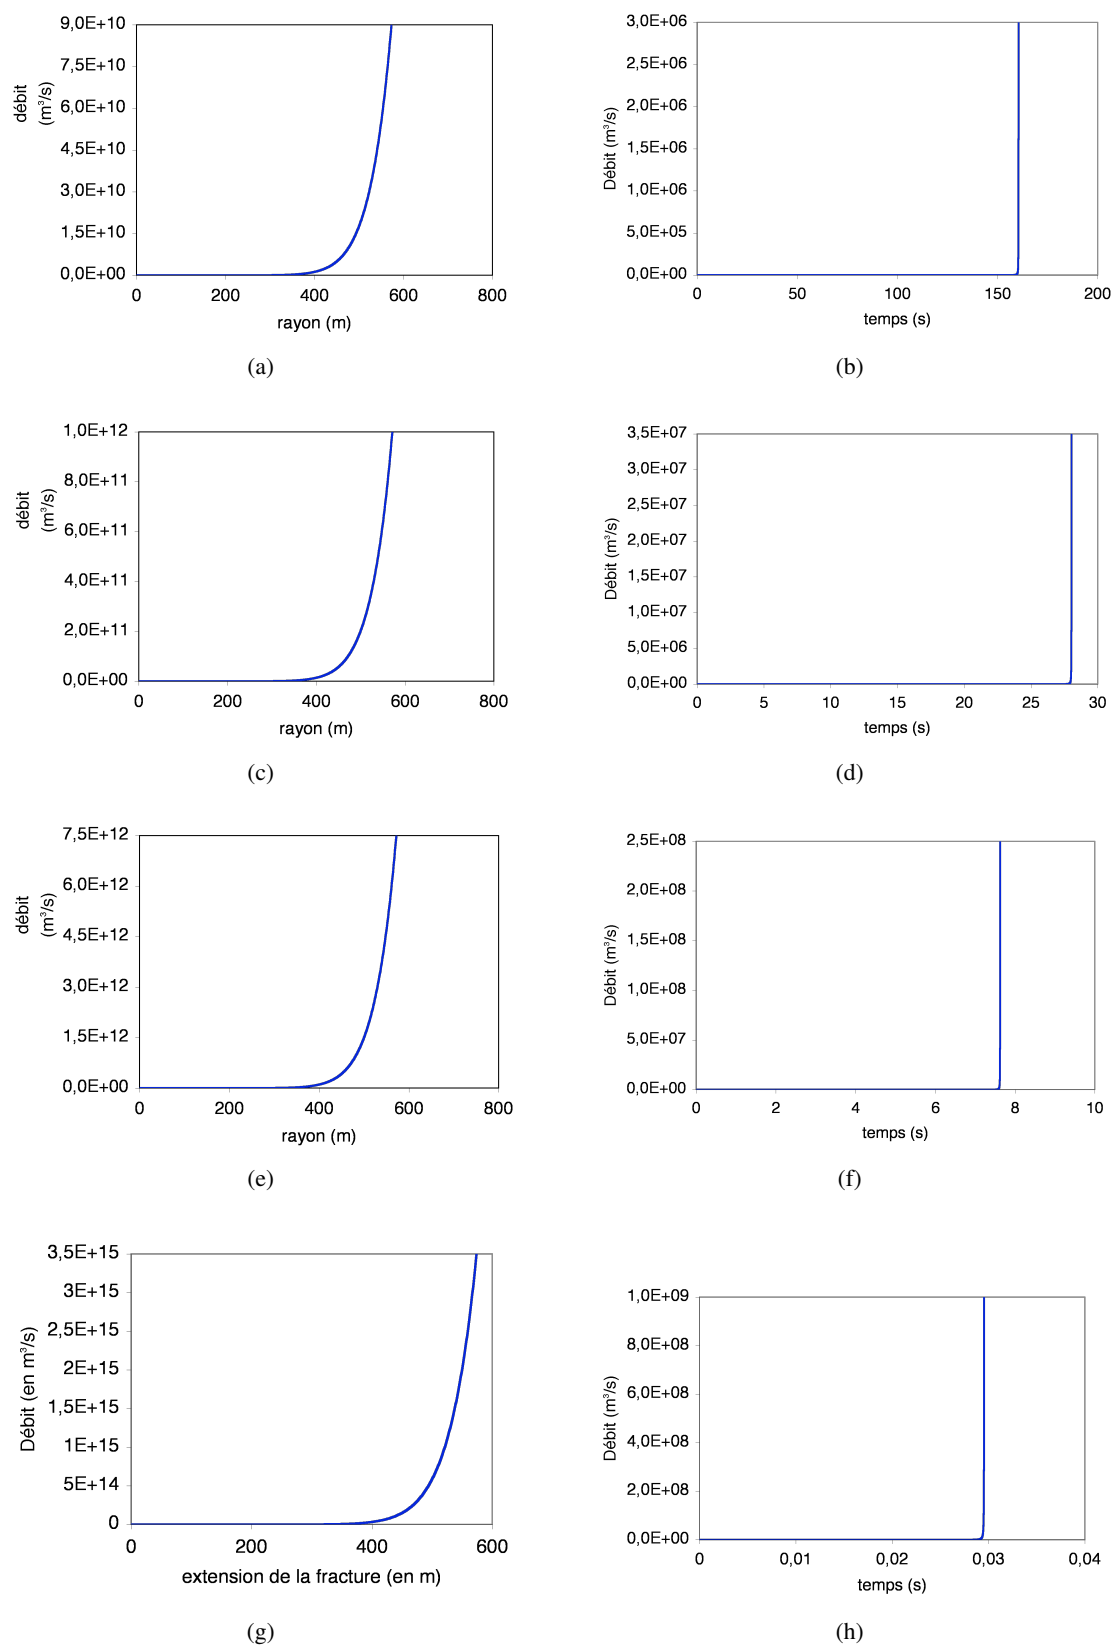 9,0E+10
7,5E+10
6,0E+10
4,5E+10
3,0E+10
1,5E+10
0,0E+00
débit
(m³/s)
0 200 400 600 800
rayon (m)
(a)
3,0E+06
2,5E+06
2,0E+06
1,5E+06
1,0E+06
5,0E+05
0,0E+00
Débit (m³/s)
0 50 100 150 200
temps (s)
(b)
1,0E+12
8,0E+11
6,0E+11
4,0E+11
2,0E+11
0,0E+00
débit
(m³/s)
0 200 400 600 800
rayon (m)
(c)
3,5E+07
3,0E+07
2,5E+07
2,0E+07
1,5E+07
1,0E+07
5,0E+06
0,0E+00
Débit (m³/s)
0 5 10 15 20 25 30
temps (s)
(d)
7,5E+12
6,0E+12
4,5E+12
3,0E+12
1,5E+12
0,0E+00
débit
(m³/s)
0 200 400 600 800
rayon (m)
(e)
2,5E+08
2,0E+08
1,5E+08
1,0E+08
5,0E+07
0,0E+00
Débit (m³/s)
0 2 4 6 8 10
temps (s)
(f)
3,5E+15
3E+15
2,5E+15
2E+15
1,5E+15
1E+15
5E+14
0
Débit (en m³/s)
0 200 400 600
extension de la fracture (en m)
(g)
1,0E+09
8,0E+08
6,0E+08
4,0E+08
2,0E+08
0,0E+00
Débit (m³/s)
0 0,01 0,02 0,03 0,04
temps (s)
(h)